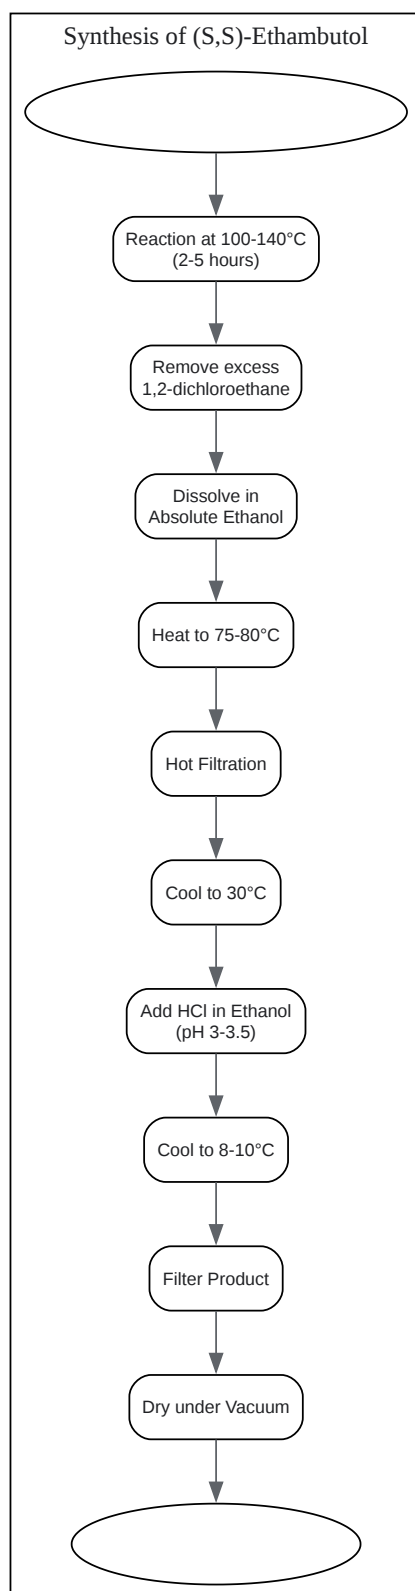 Synthesis of (S,S)-Ethambutol
Reaction at 100-140°C
(2-5 hours)
Remove excess
1,2-dichloroethane
Dissolve in
Absolute Ethanol
Heat to 75-80°C
Hot Filtration
Cool to 30°C
Add HCl in Ethanol
(pH 3-3.5)
Cool to 8-10°C
Filter Product
Dry under Vacuum